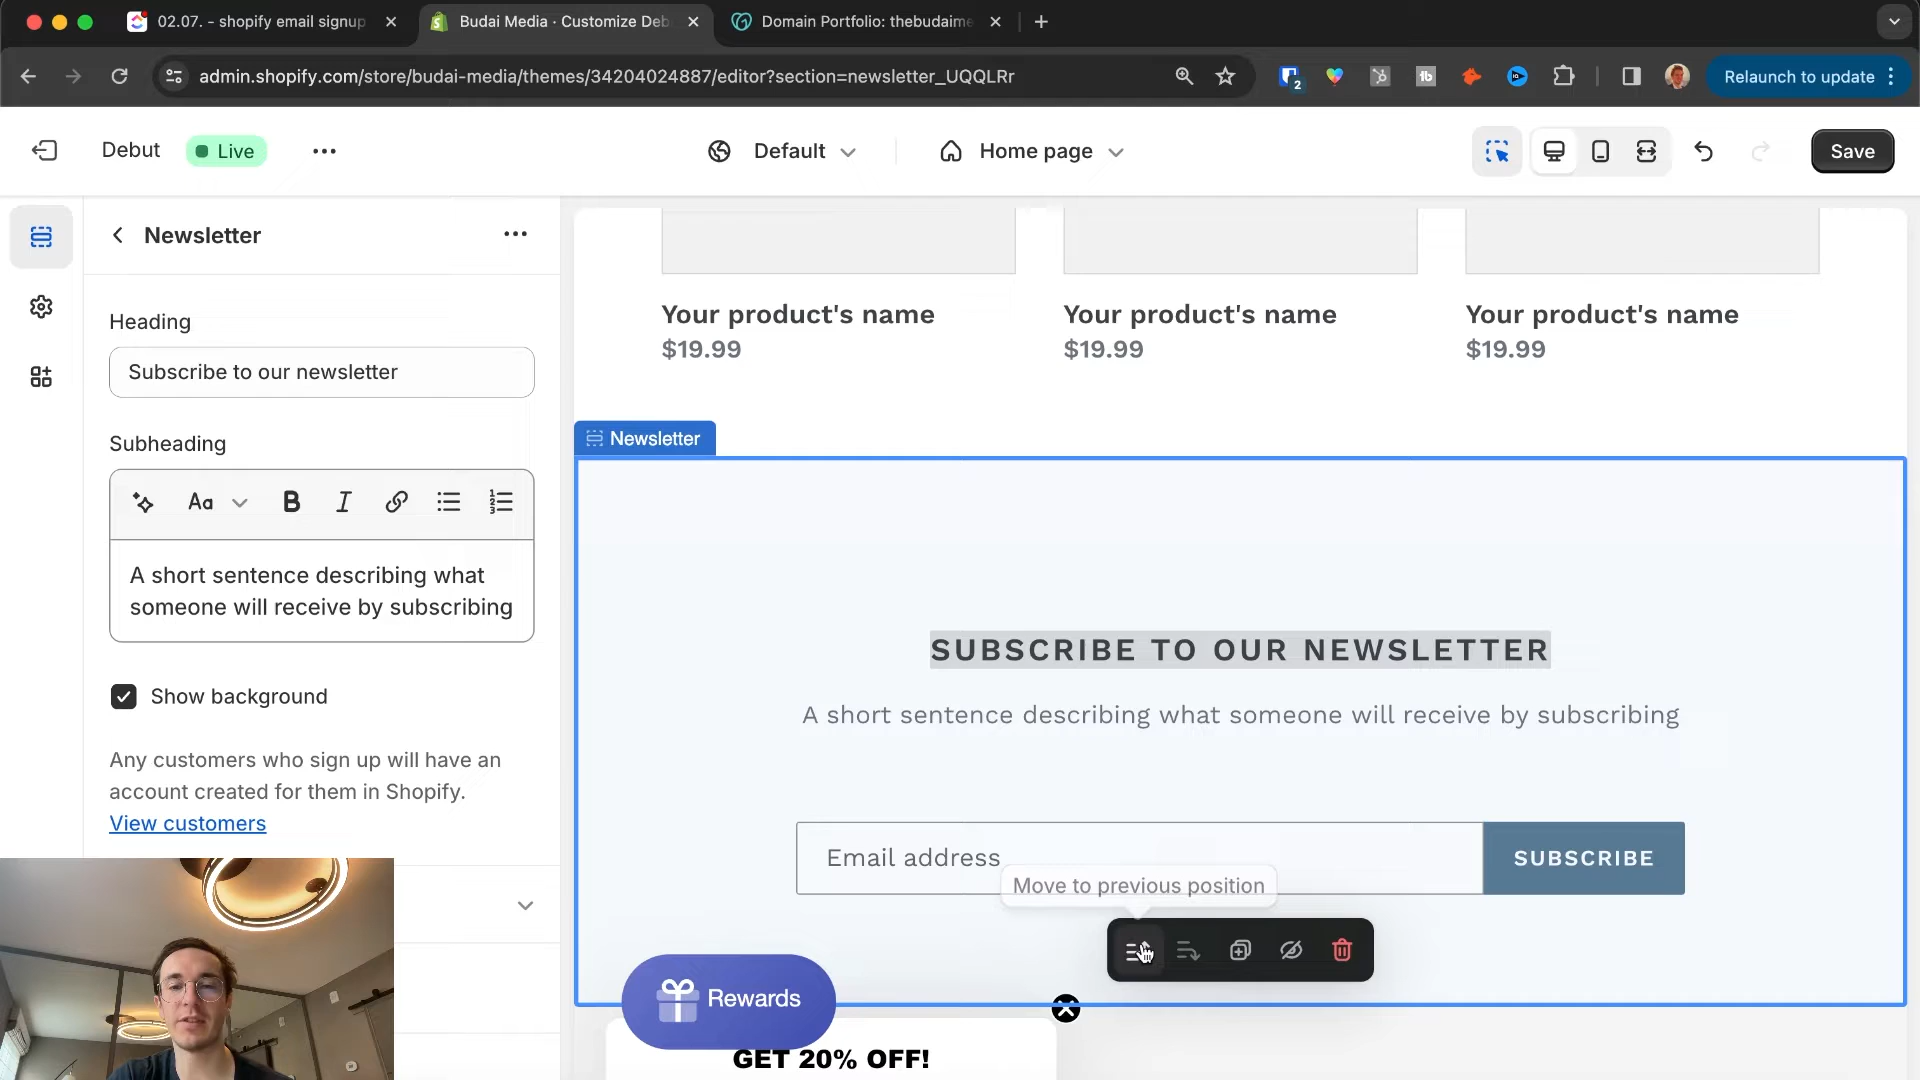 02.07. - shopify email signup
Budai Media · Customize Deb
Domain Portfolio: thebudaime
admin.shopify.com/store/budai-media/themes/34204024887/editor?section=newsletter_UQQLRr
2
tb
Relaunch to update
Debut
Live
Default
Home page
Save
Newsletter
Heading
Subscribe to our newsletter
Subheading
Aa
B
I
A short sentence describing what
someone will receive by subscribing
Show background
Any customers who sign up will have an
account created for them in Shopify.
View customers
Your product's name
$19.99
Your product's name
$19.99
Your product's name
$19.99
Newsletter
SUBSCRIBE TO OUR NEWSLETTER
A short sentence describing what someone will receive by subscribing
Email address
SUBSCRIBE
Move to previous position
Rewards
GET 20% OFF!